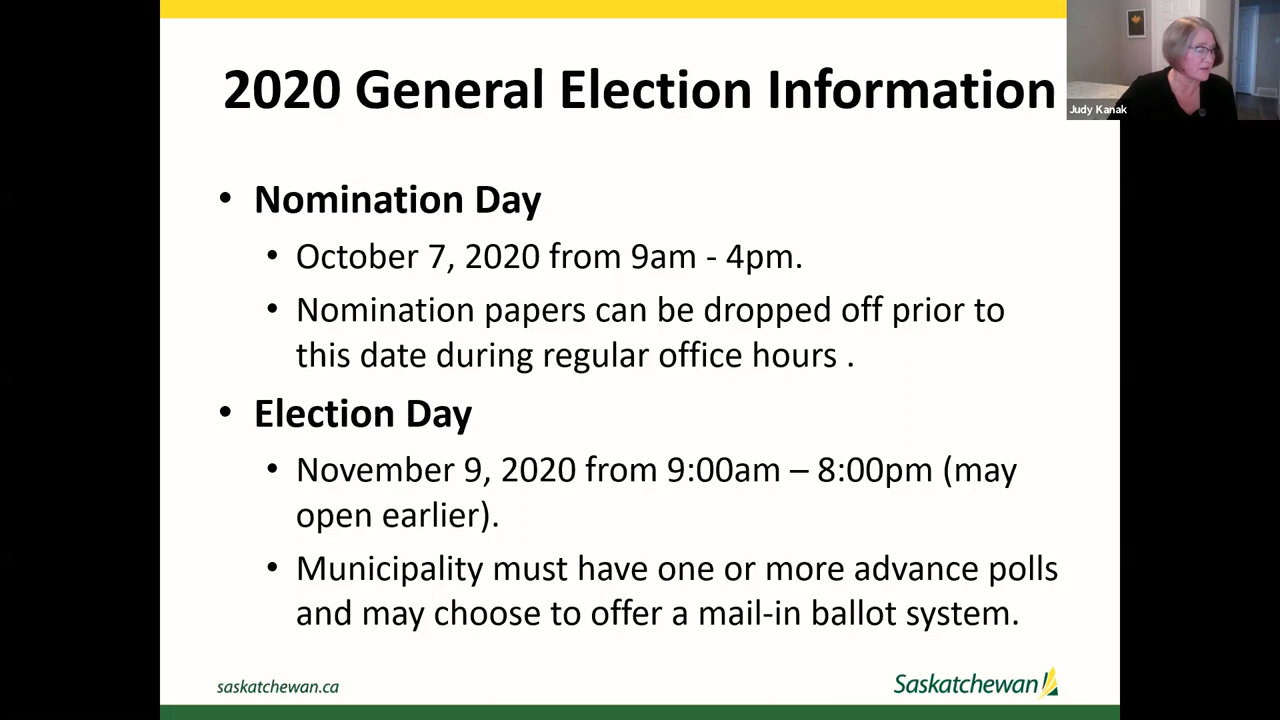 2020 General Election Information
Judy Kanak
• Nomination Day
• October 7, 2020 from 9am - 4pm.
• Nomination papers can be dropped off prior to
this date during regular office hours .
• Election Day
• November 9, 2020 from 9:00am – 8:00pm (may
open earlier).
• Municipality must have one or more advance polls
and may choose to offer a mail-in ballot system.
saskatchewan.ca
Saskatchewan